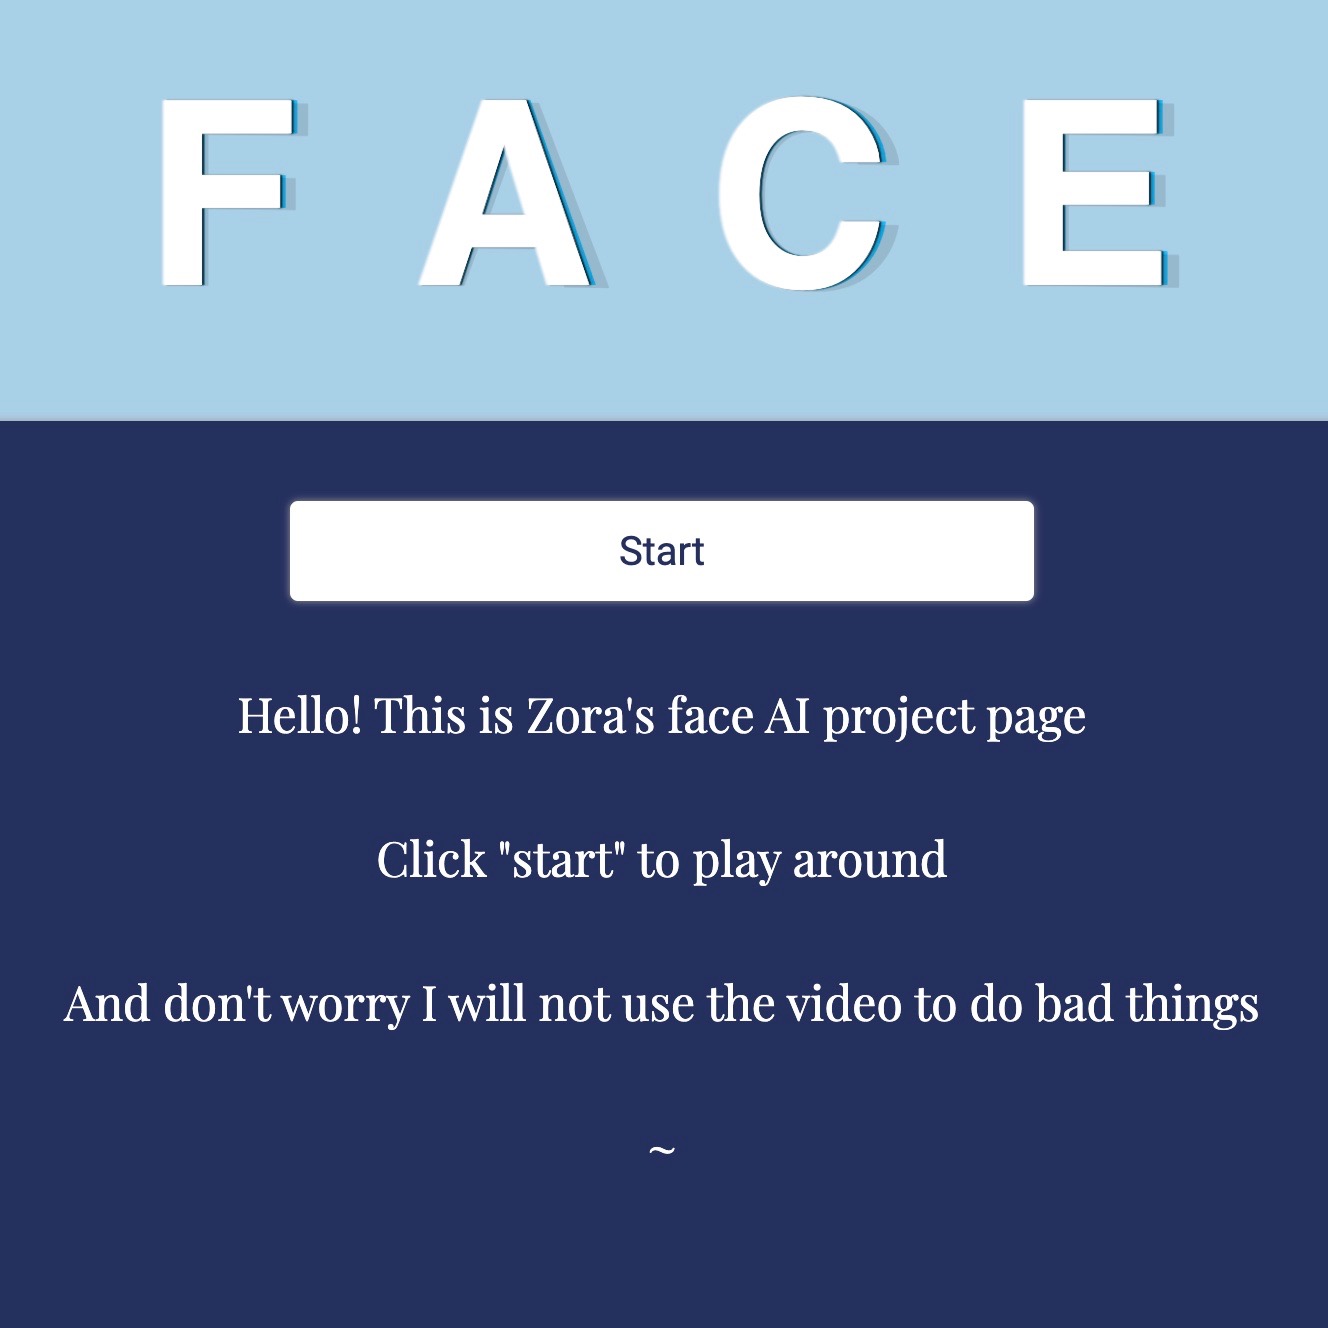 F A C E
Start
Hello! This is Zora's face AI project page
Click "start" to play around
And don't worry I will not use the video to do bad things
~